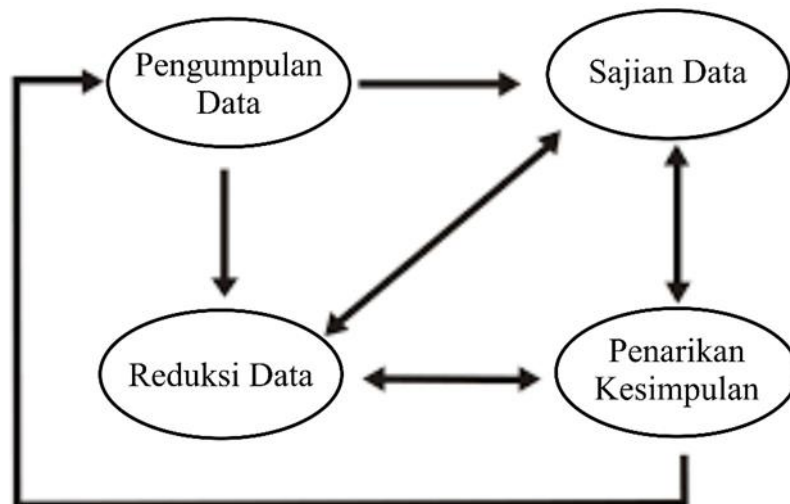 Pengumpulan
Data
Sajian Data
Reduksi Data
Penarikan
Kesimpulan